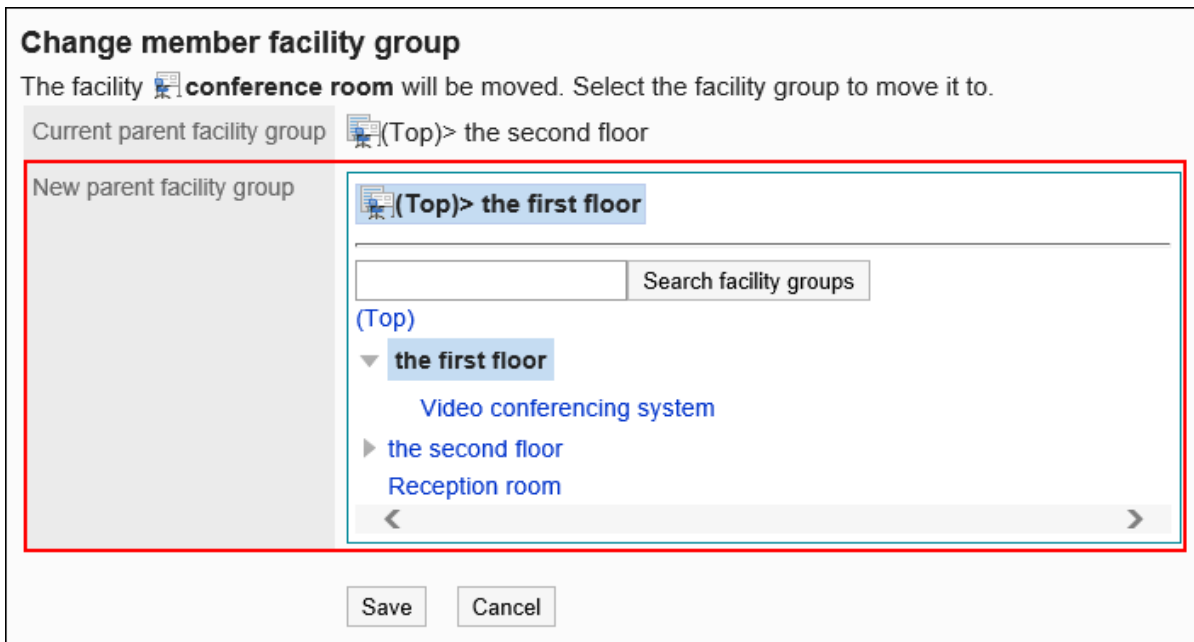 Change member facility group
The facility conference room will be moved. Select the facility group to move it to.
Current parent facility group (Top)> the second floor
New parent facility group
(Top)> the first floor
Search facility groups
(Top)
the first floor
Video conferencing system
the second floor
Reception room
Save Cancel